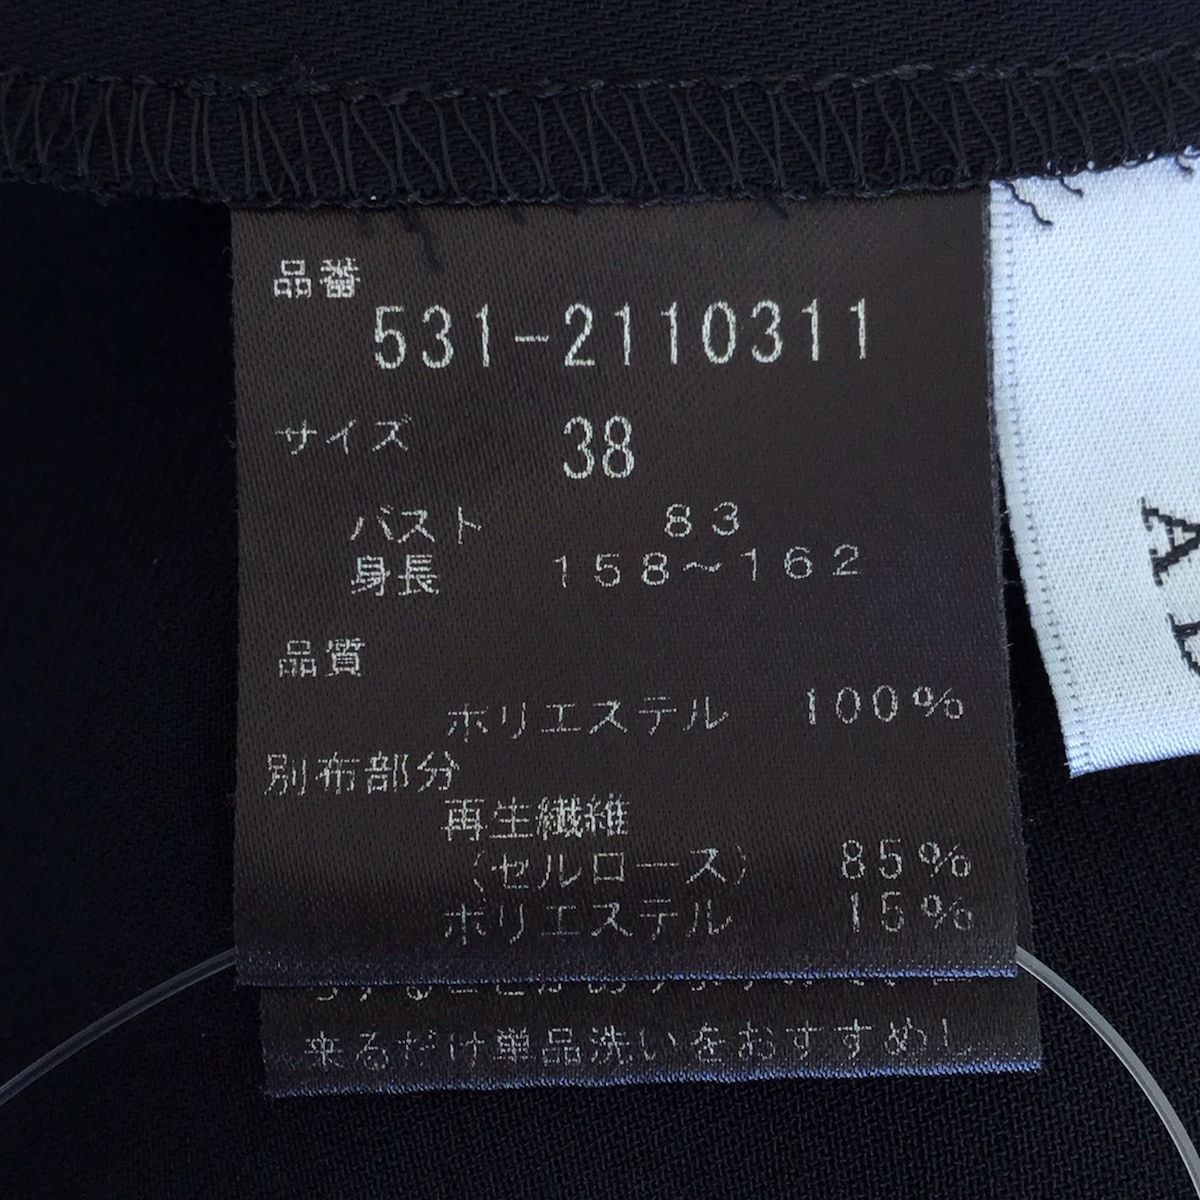 品番
531-2110311
サイズ 38
バスト 83
身長 158～162
品質
ポリエステル 100%
別布部分
再生繊維
(セルロース) 85%
ポリエステル 15%
来るだけ単品洗いをおすすめし
A